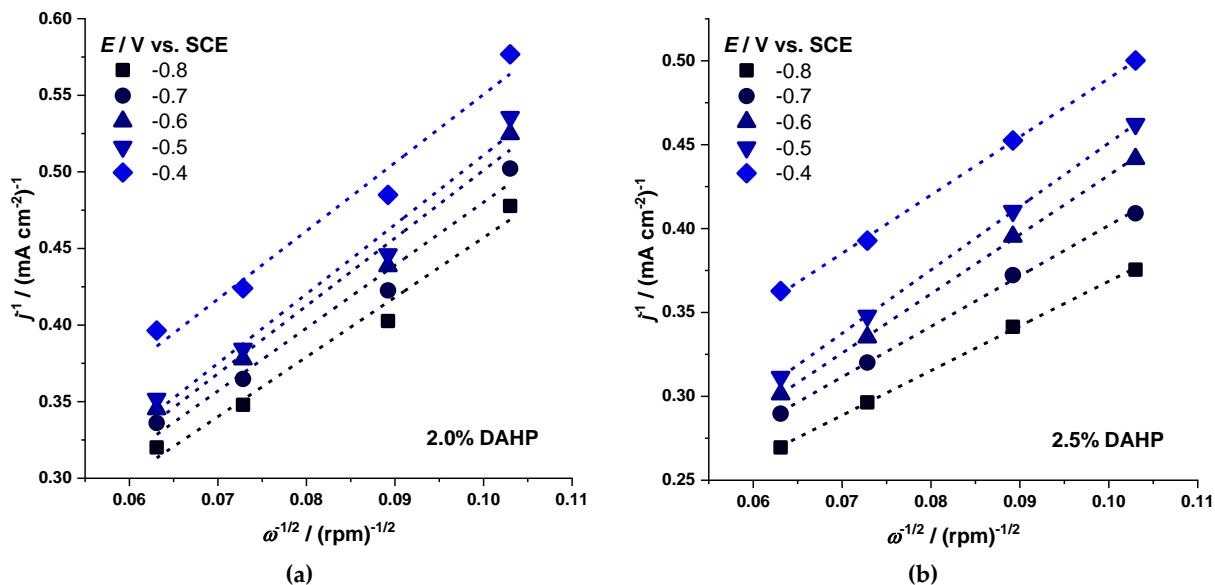 E / V vs. SCE
-0.8
-0.7
-0.6
-0.5
-0.4
0.60
0.55
0.50
0.45
0.40
0.35
0.30
j-1 / (mA cm-2)-1
2.0% DAHP
0.06 0.07 0.08 0.09 0.10 0.11
ω-1/2 / (rpm)-1/2
(a)
E / V vs. SCE
-0.8
-0.7
-0.6
-0.5
-0.4
0.50
0.45
0.40
0.35
0.30
0.25
j-1 / (mA cm-2)-1
2.5% DAHP
0.06 0.07 0.08 0.09 0.10 0.11
ω-1/2 / (rpm)-1/2
(b)